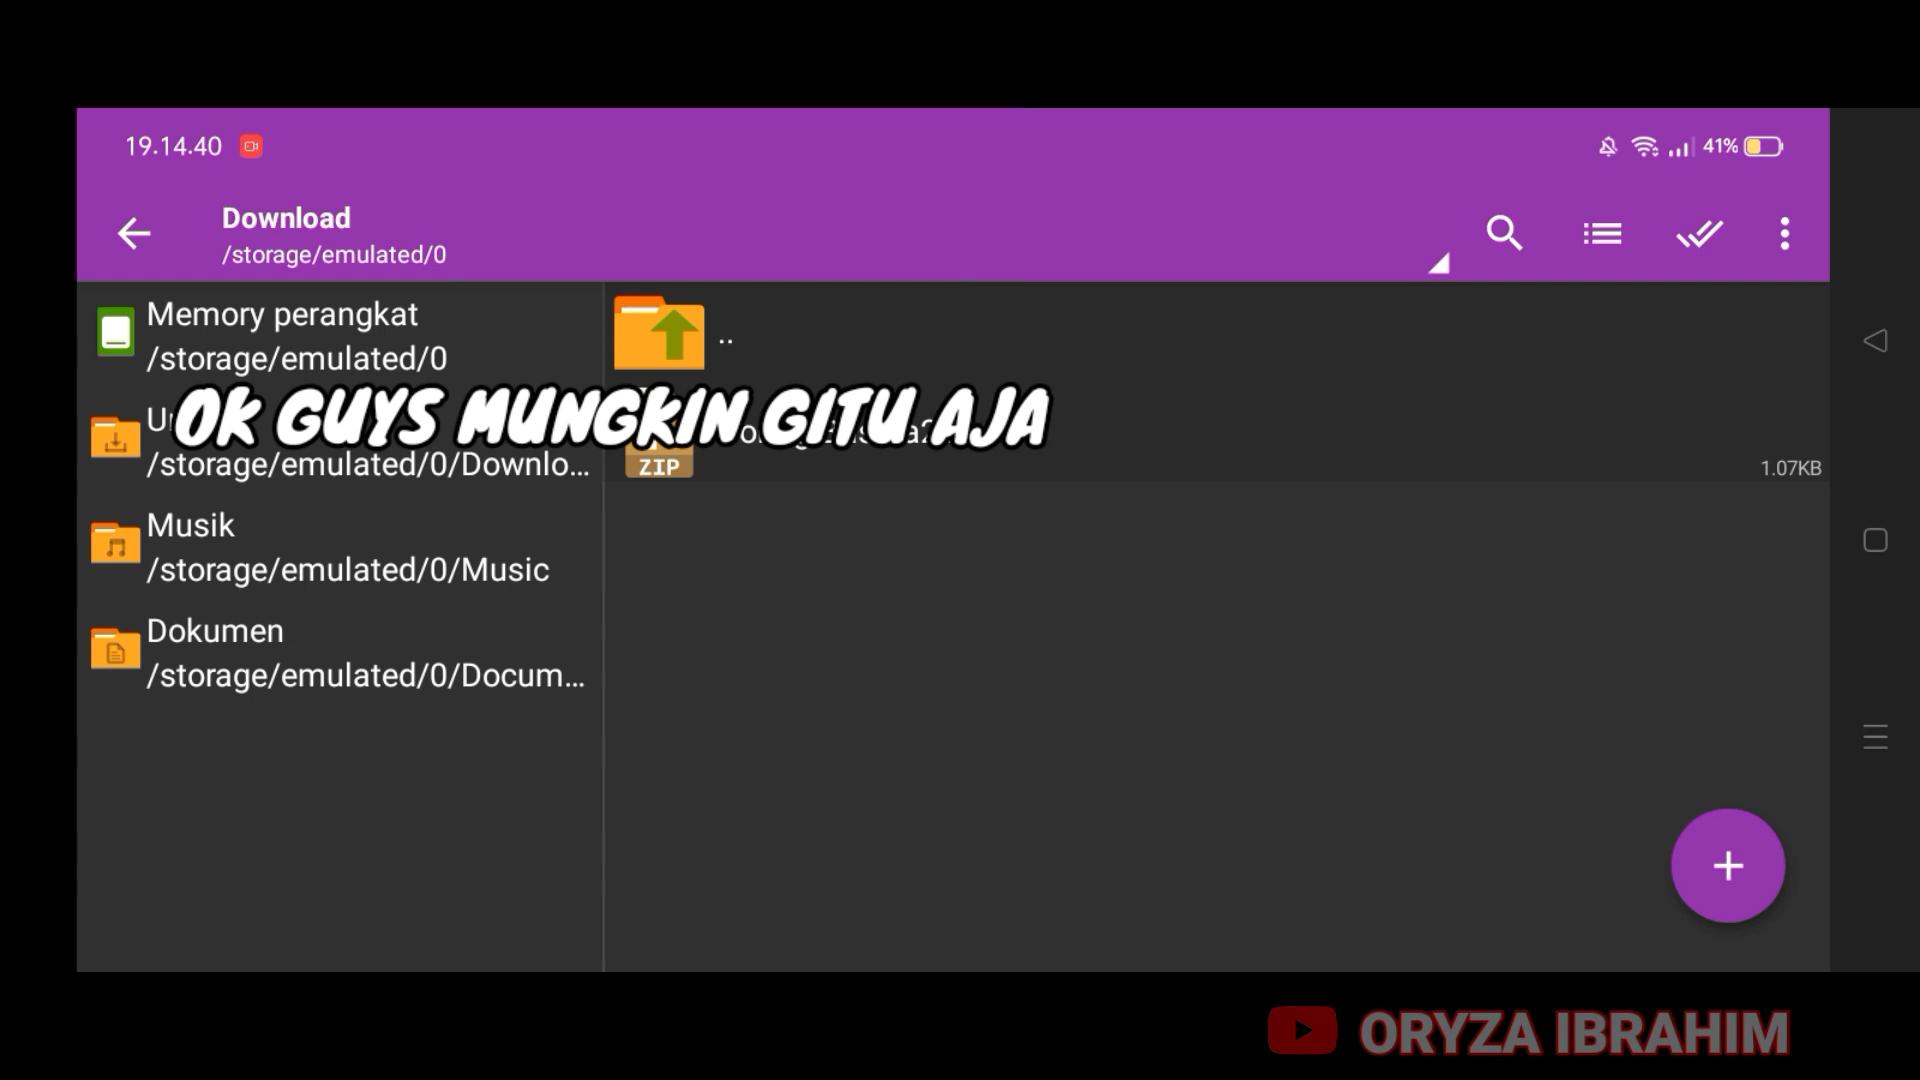 19.14.40
41%
Download
/storage/emulated/0
Memory perangkat
/storage/emulated/0
..
OK GUYS MUNGKIN GITU AJA
/storage/emulated/0/Downlo...
ZIP
1.07KB
Musik
/storage/emulated/0/Music
Dokumen
/storage/emulated/0/Docum...
+
ORYZA IBRAHIM